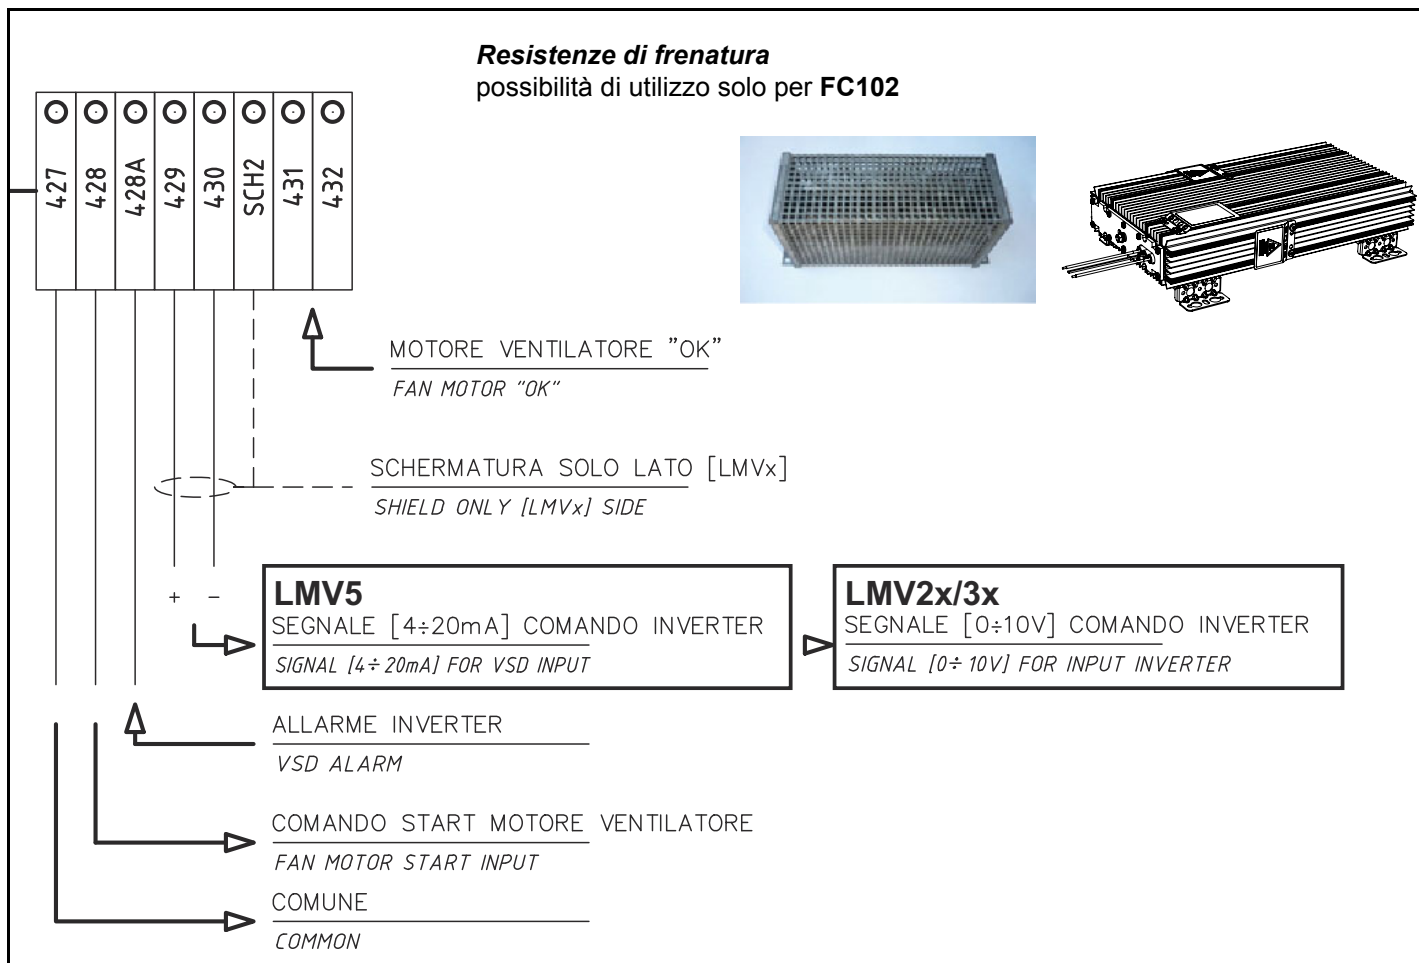 Resistenze di frenatura
possibilità di utilizzo solo per FC102
427
428
428A
429
430
SCH2
431
432
MOTORE VENTILATORE "OK"
FAN MOTOR "OK"
SCHERMATURA SOLO LATO [LMVx]
SHIELD ONLY [LMVx] SIDE
+ -
LMV5
SEGNALE [4÷20mA] COMANDO INVERTER
SIGNAL [4÷20mA] FOR VSD INPUT
LMV2x/3x
SEGNALE [0÷10V] COMANDO INVERTER
SIGNAL [0÷10V] FOR INPUT INVERTER
ALLARME INVERTER
VSD ALARM
COMANDO START MOTORE VENTILATORE
FAN MOTOR START INPUT
COMUNE
COMMON